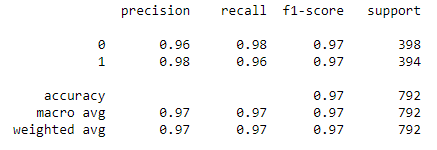 precision recall f1-score support
0 0.96 0.98 0.97 398
1 0.98 0.96 0.97 394
accuracy 0.97 792
macro avg 0.97 0.97 0.97 792
weighted avg 0.97 0.97 0.97 792